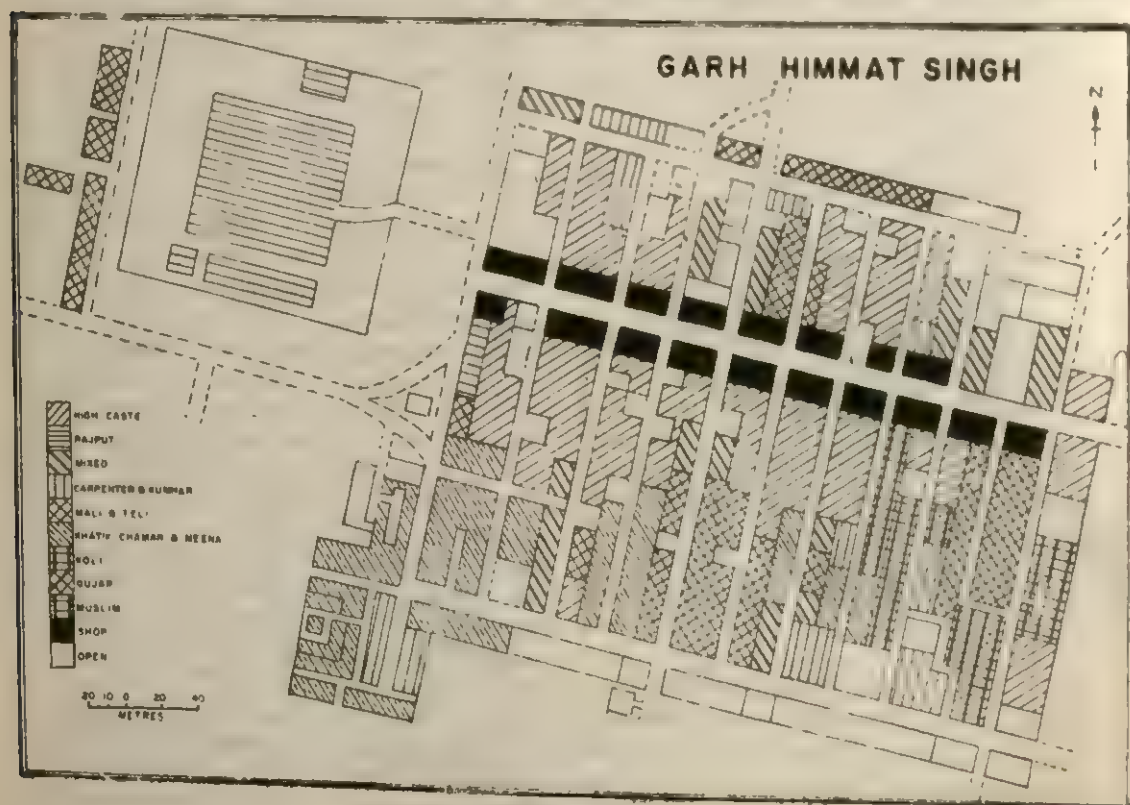 GARH HIMMAT SINGH
N
HIGH CASTE
RAJPUT
MIXED
CARPENTER & KUMHAR
MALI & TELI
KHATIK CHAMAR & MEENA
KOLI
GUJAR
MUSLIM
SHOP
OPEN
20 10 0 20 40
METRES